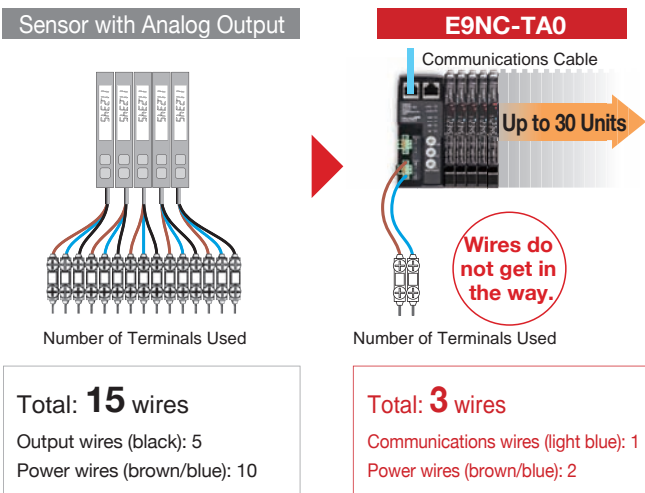 Sensor with Analog Output
Number of Terminals Used
Total: 15 wires
Output wires (black): 5
Power wires (brown/blue): 10
E9NC-TA0
Communications Cable
Up to 30 Units
Wires do
not get in
the way.
Number of Terminals Used
Total: 3 wires
Communications wires (light blue): 1
Power wires (brown/blue): 2